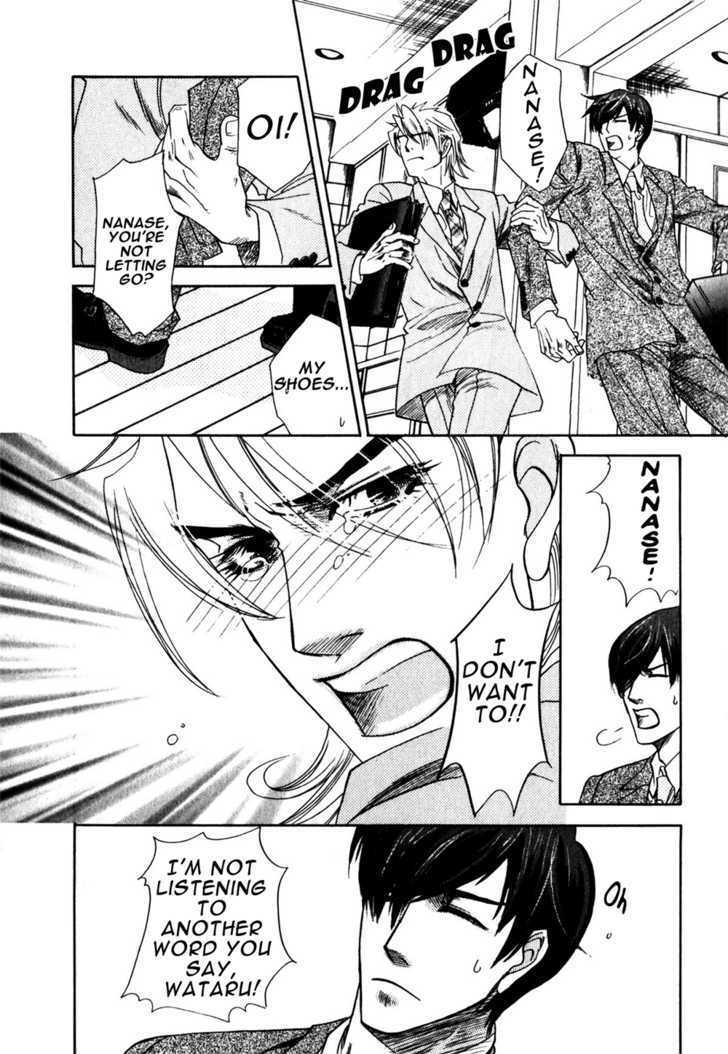 DRAG
DRAG
NANASE!
OI!
NANASE,
YOU'RE
NOT
LETTING
GO?
MY
SHOES...
NANASE!
I
DON'T
WANT
TO!!
I'M NOT
LISTENING
TO
ANOTHER
WORD YOU
SAY,
WATARU!
Oh